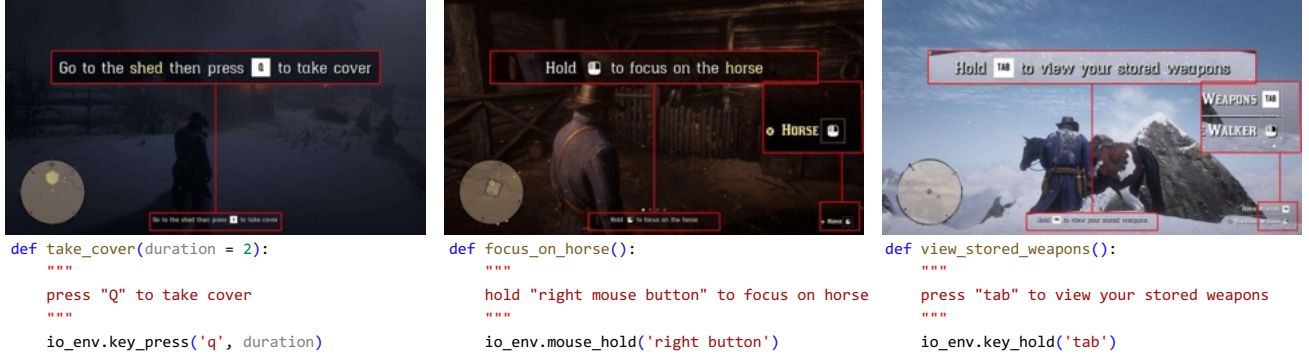 Go to the shed then press Q to take cover
Go to the shed then press Q to take cover
def take_cover(duration = 2):
"""
press "Q" to take cover
"""
io_env.key_press('q', duration)
Hold to focus on the horse
HORSE
Hold to focus on the horse
Horse
def focus_on_horse():
"""
hold "right mouse button" to focus on horse
"""
io_env.mouse_hold('right button')
Hold TAB to view your stored weapons
WEAPONS TAB
WALKER
Hold to view your stored weapons
def view_stored_weapons():
"""
press "tab" to view your stored weapons
"""
io_env.key_hold('tab')